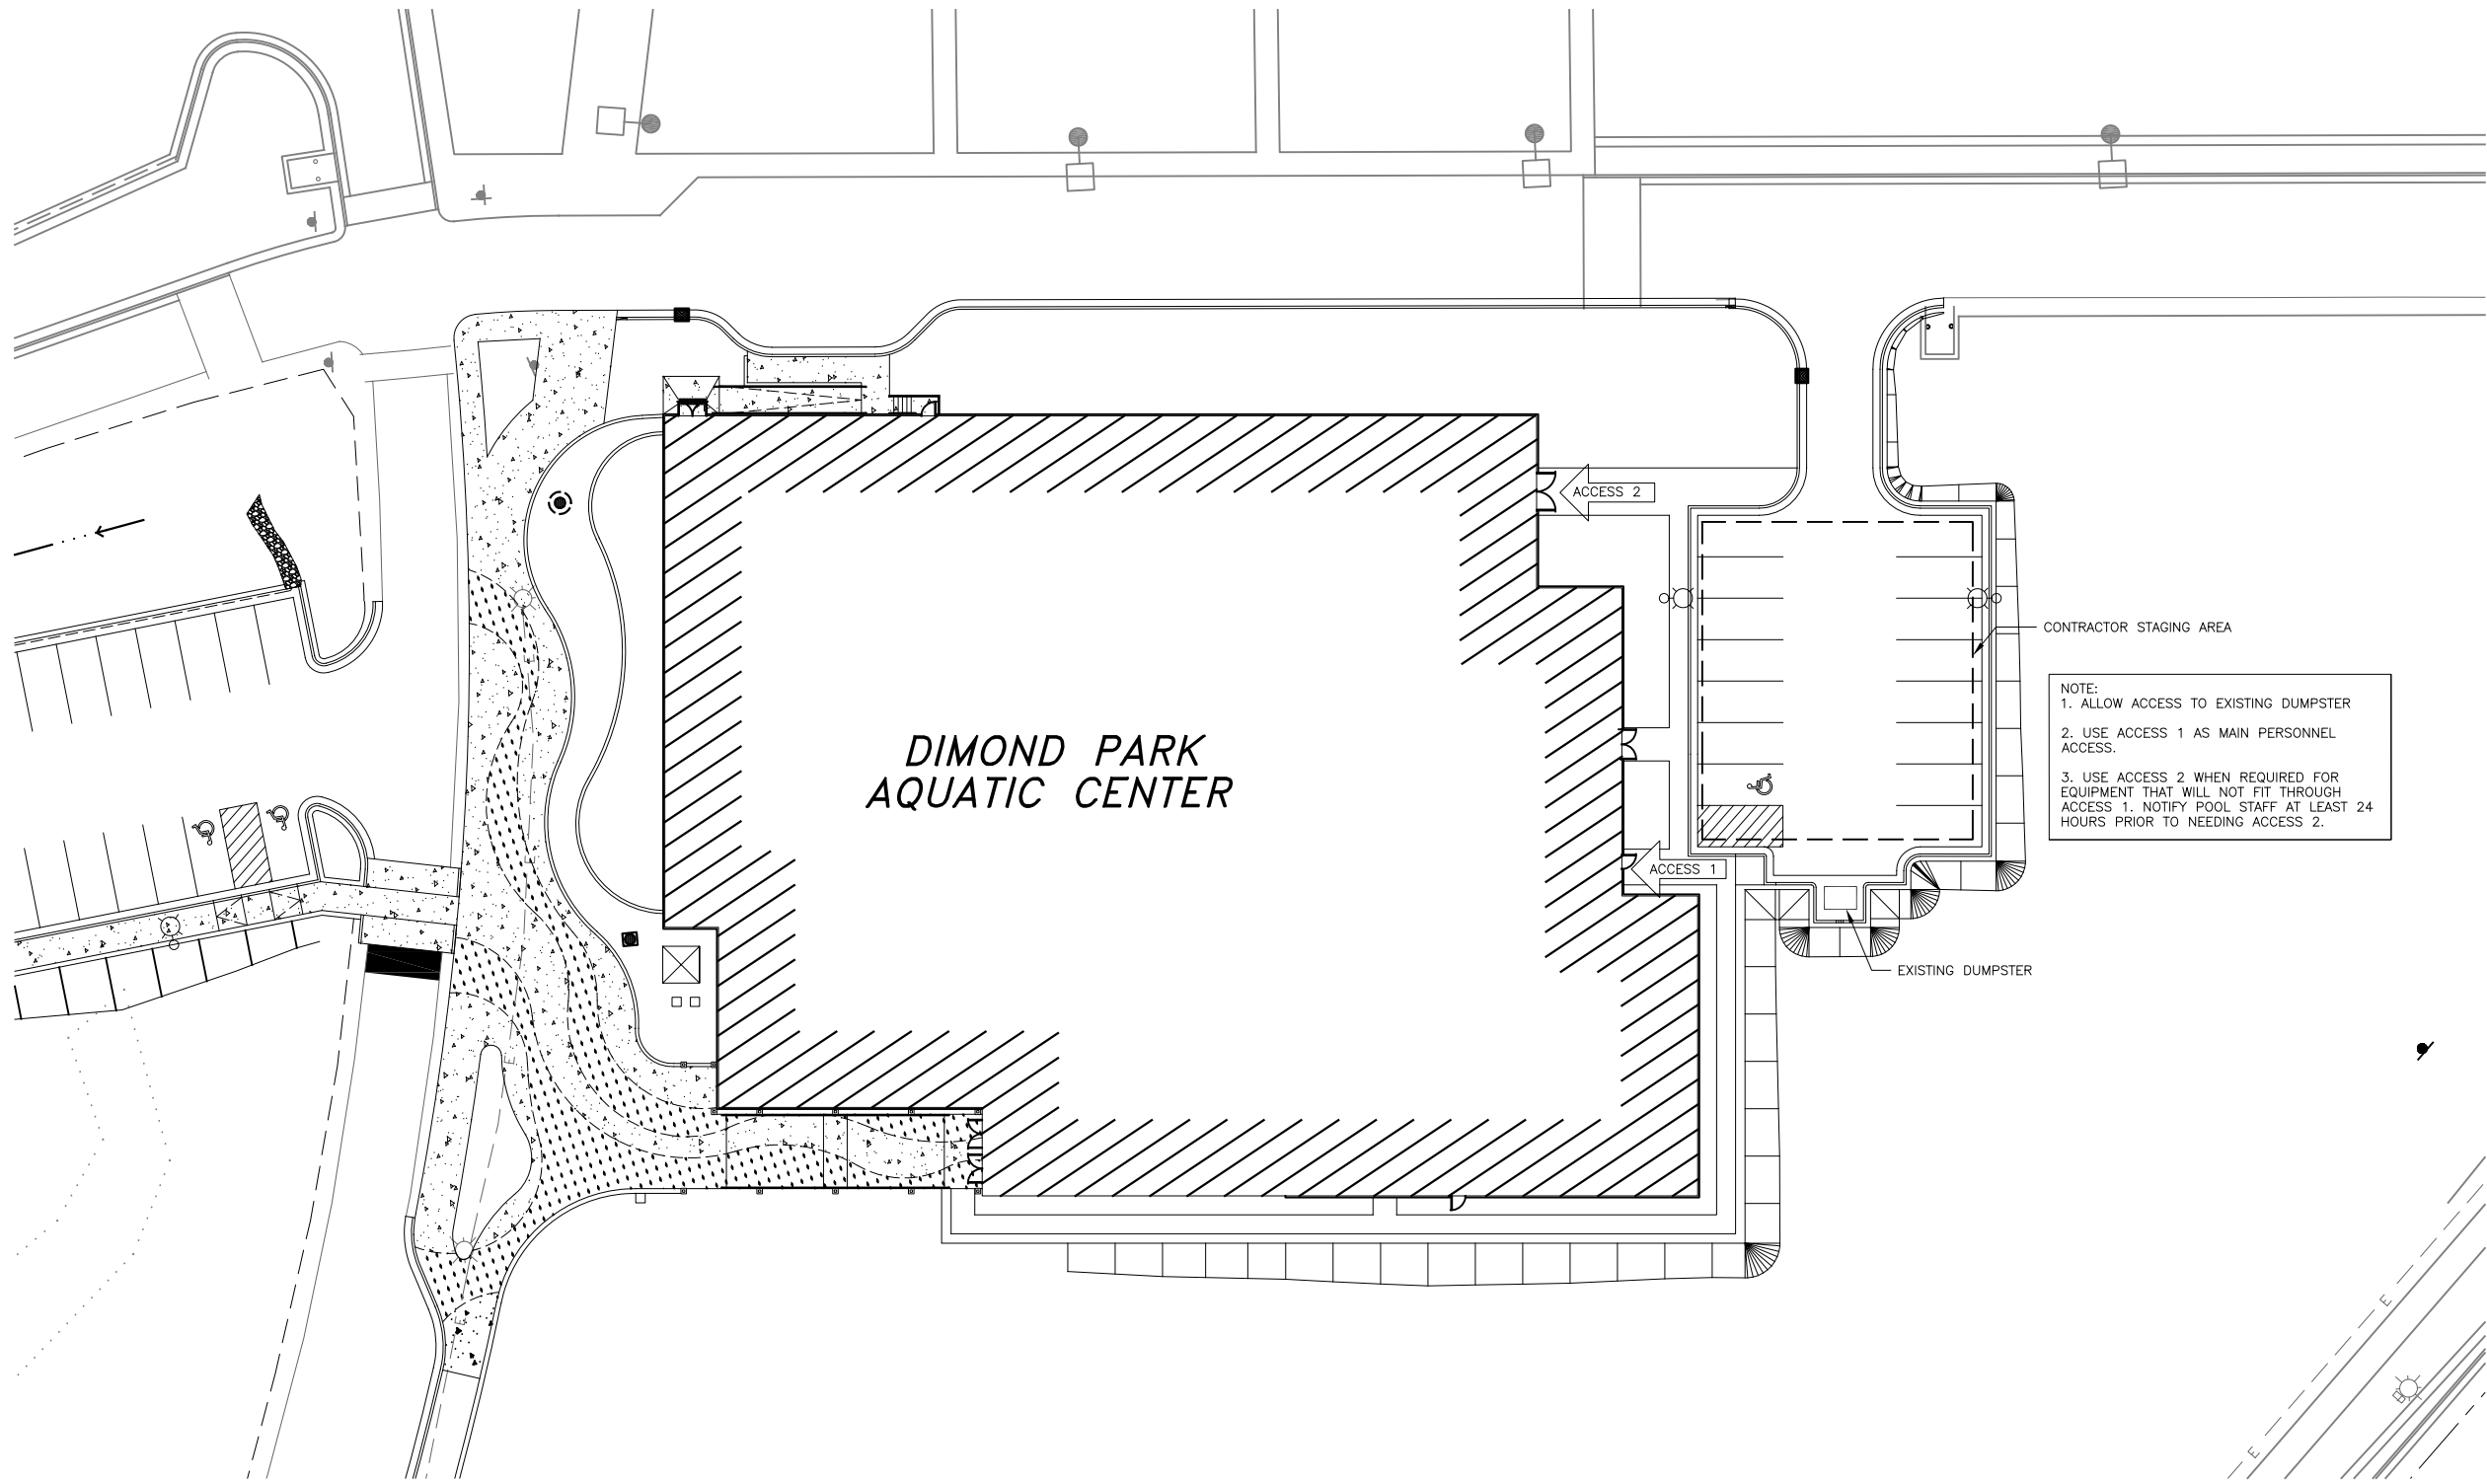 ACCESS 2
CONTRACTOR STAGING AREA
NOTE:
1. ALLOW ACCESS TO EXISTING DUMPSTER
2. USE ACCESS 1 AS MAIN PERSONNEL
ACCESS.
3. USE ACCESS 2 WHEN REQUIRED FOR
EQUIPMENT THAT WILL NOT FIT THROUGH
ACCESS 1. NOTIFY POOL STAFF AT LEAST 24
HOURS PRIOR TO NEEDING ACCESS 2.
DIMOND PARK
AQUATIC CENTER
ACCESS 1
EXISTING DUMPSTER
E
E
E
E
E